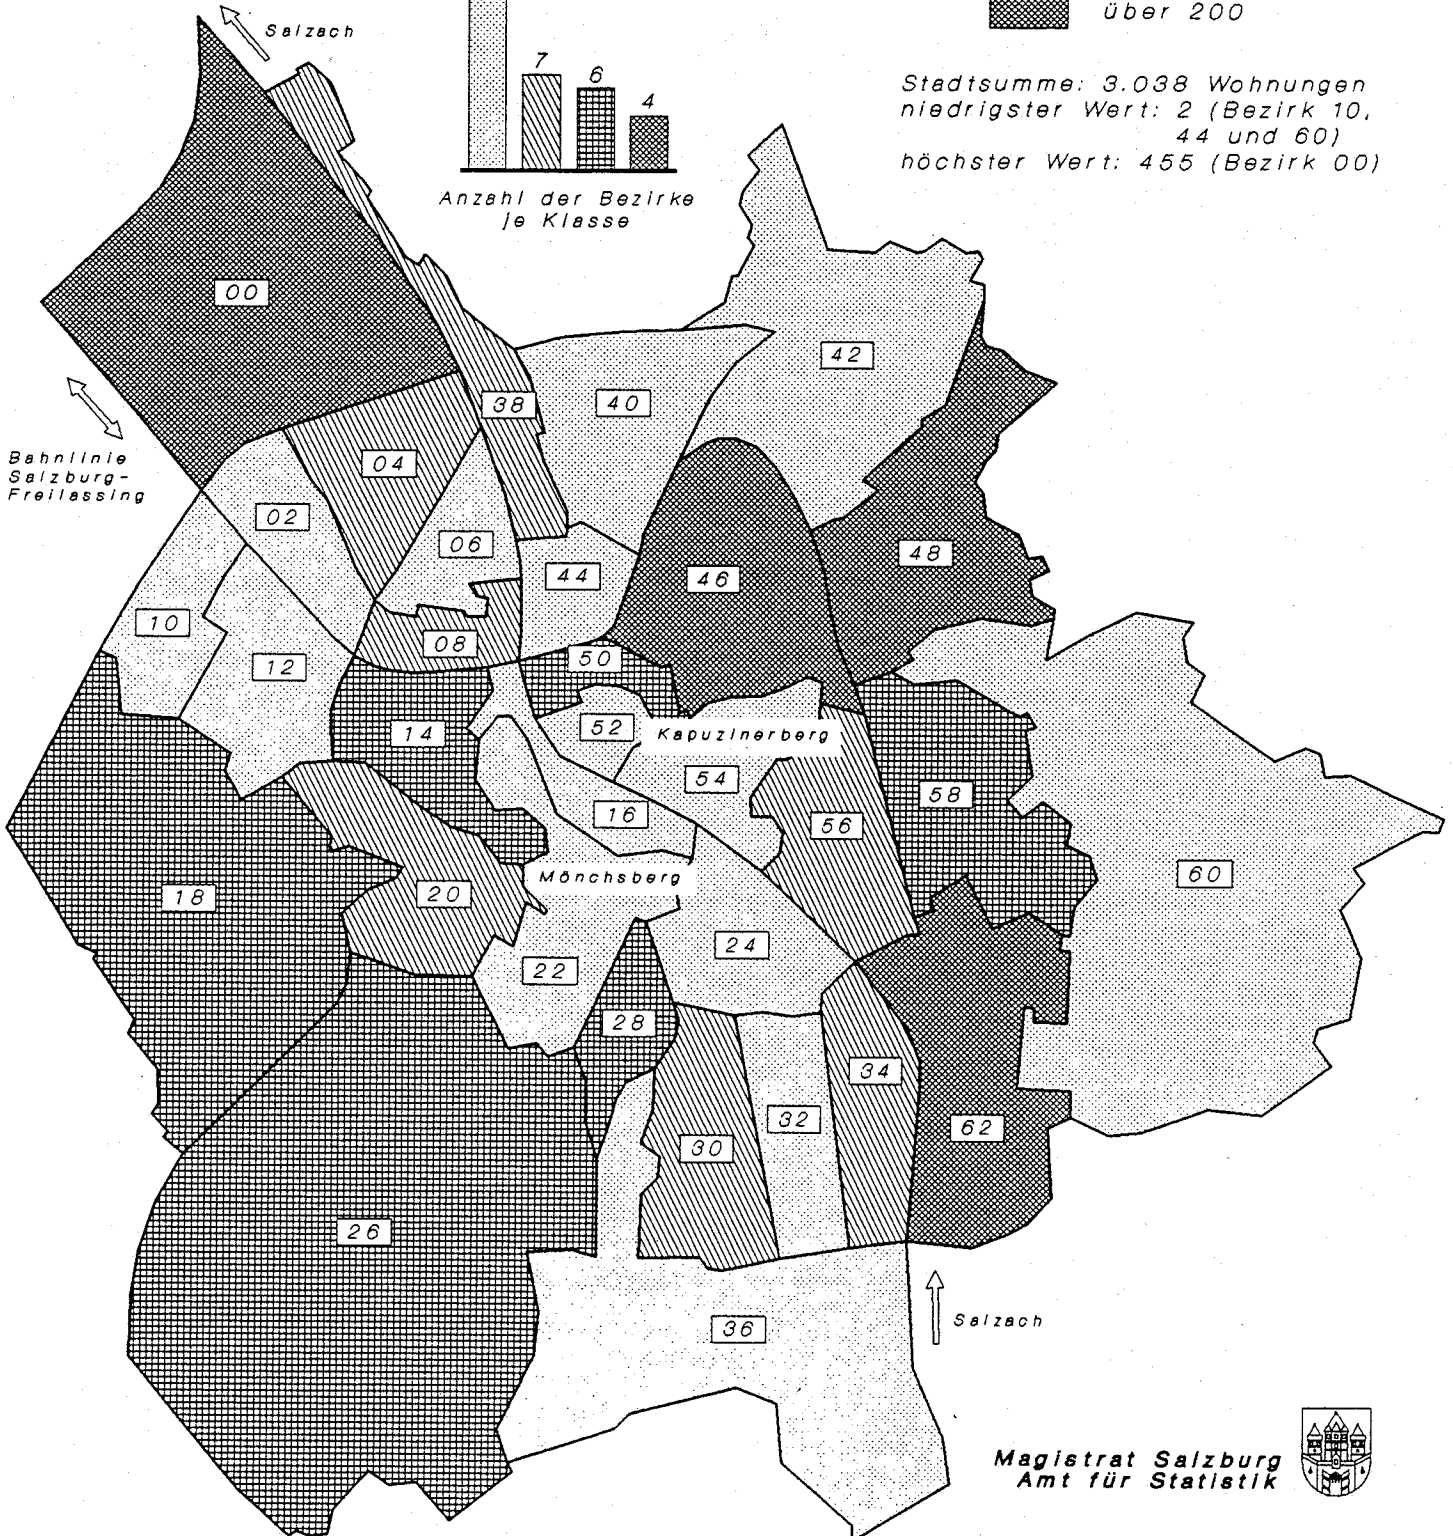 über 200
Salzach
7
6
4
Stadtsumme: 3.038 Wohnungen
niedrigster Wert: 2 (Bezirk 10,
44 und 60)
höchster Wert: 455 (Bezirk 00)
Anzahl der Bezirke
je Klasse
00
42
38
40
04
Bahnlinie
Salzburg-
Freilassing
02
06
48
44
46
10
08
12
50
52
14
Kapuzinerberg
54
58
16
56
60
Mönchsberg
18
20
24
22
28
34
32
62
30
26
Salzach
36
Magistrat Salzburg
Amt für Statistik